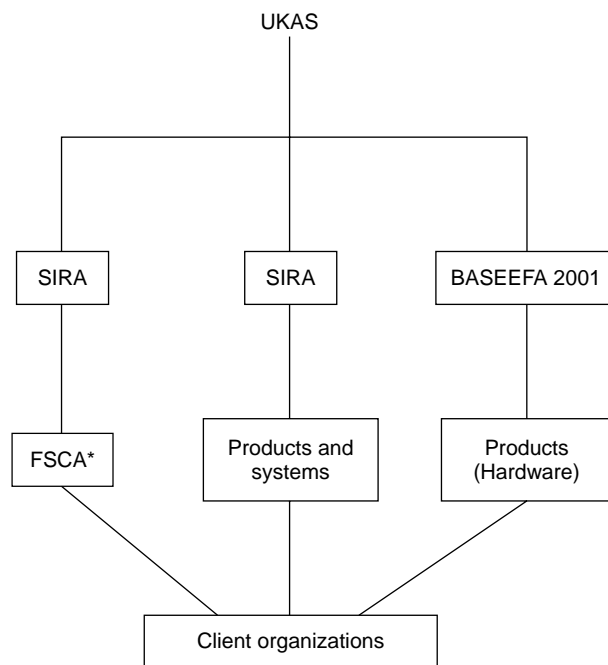 UKAS
SIRA
SIRA
BASEEFA 2001
FSCA*
Products and
systems
Products
(Hardware)
Client organizations